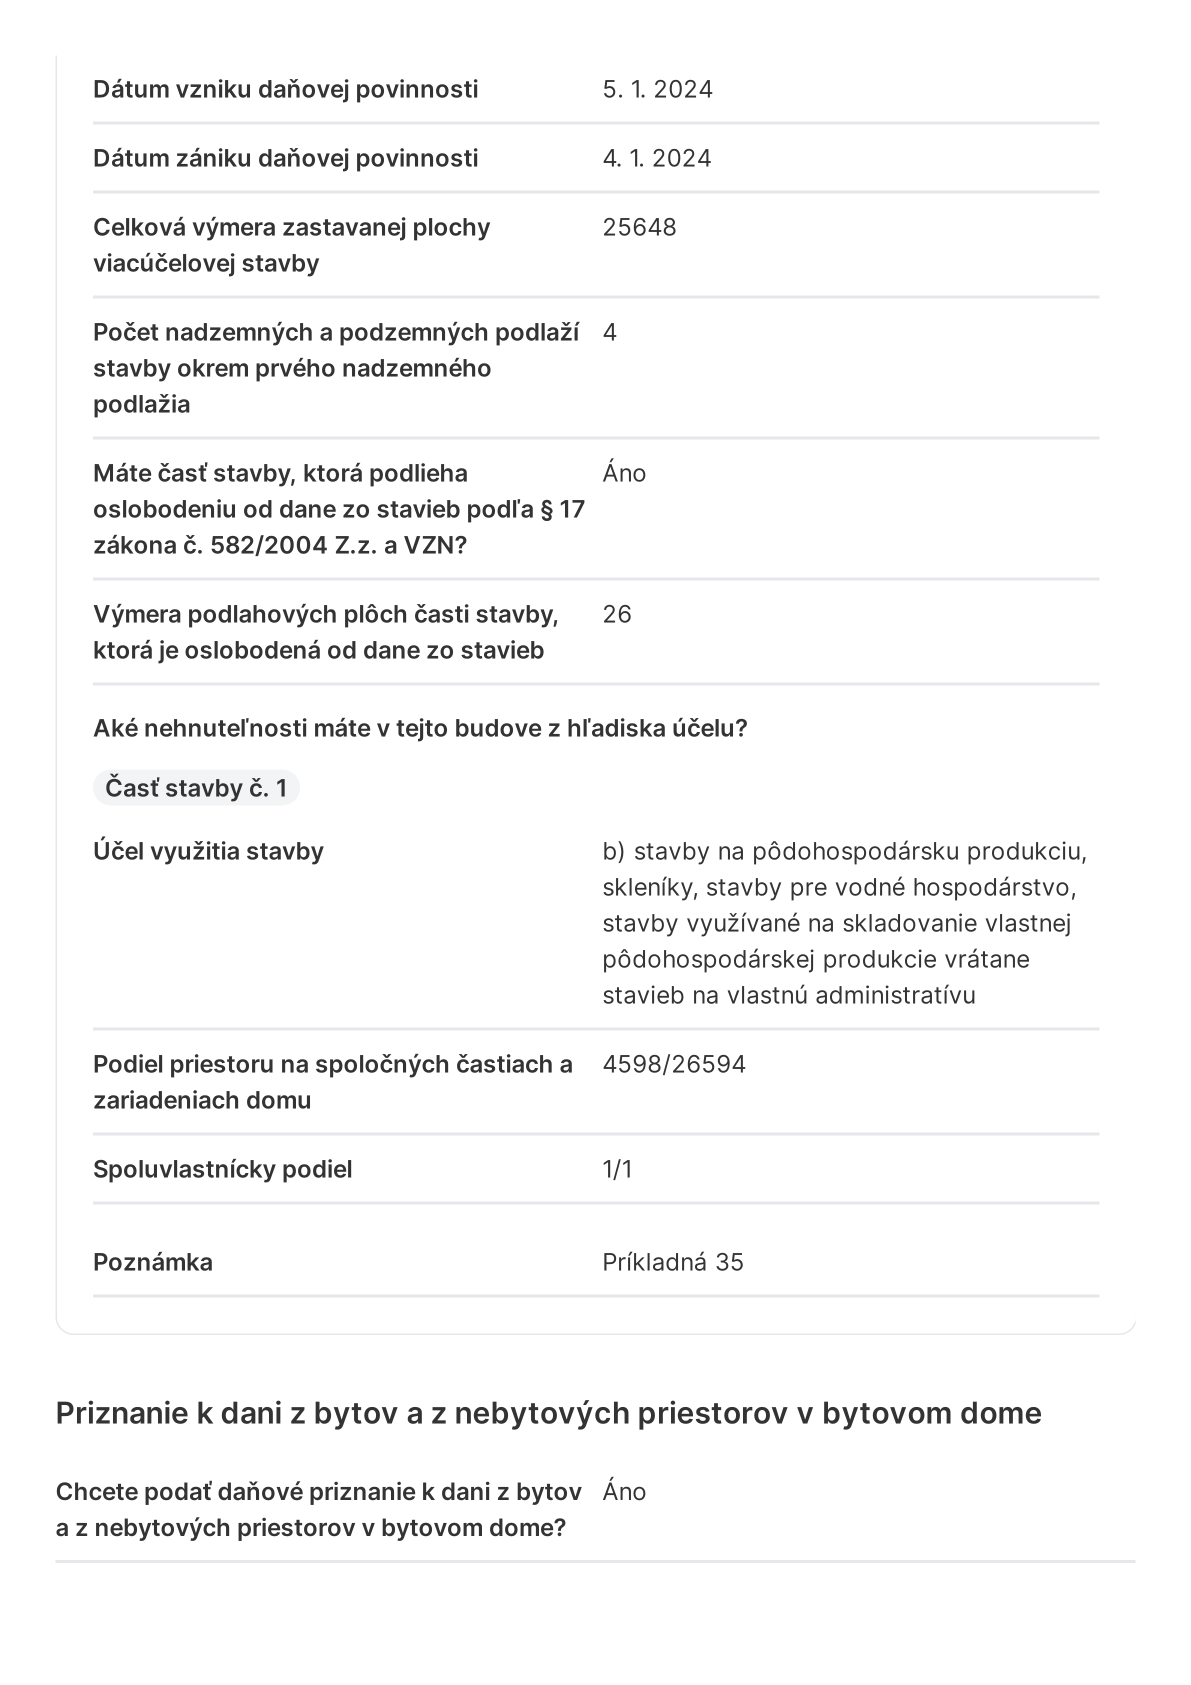 Dátum vzniku daňovej povinnosti 5. 1. 2024
Dátum zániku daňovej povinnosti 4. 1. 2024
Celková výmera zastavanej plochy 25648
viacúčelovej stavby
Počet nadzemných a podzemných podlaží 4
stavby okrem prvého nadzemného
podlažia
Máte časť stavby, ktorá podlieha Áno
oslobodeniu od dane zo stavieb podľa § 17
zákona č. 582/2004 Z.z. a VZN?
Výmera podlahových plôch časti stavby, 26
ktorá je oslobodená od dane zo stavieb
Aké nehnuteľnosti máte v tejto budove z hľadiska účelu?
Časť stavby č. 1
Účel využitia stavby b) stavby na pôdohospodársku produkciu,
skleníky, stavby pre vodné hospodárstvo,
stavby využívané na skladovanie vlastnej
pôdohospodárskej produkcie vrátane
stavieb na vlastnú administratívu
Podiel priestoru na spoločných častiach a 4598/26594
zariadeniach domu
Spoluvlastnícky podiel 1/1
Poznámka Príkladná 35
Priznanie k dani z bytov a z nebytových priestorov v bytovom dome
Chcete podať daňové priznanie k dani z bytov Áno
a z nebytových priestorov v bytovom dome?